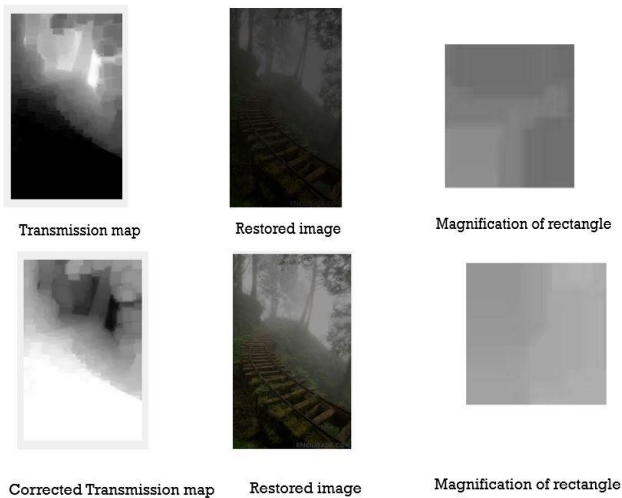 Transmission map
Restored image
Magnification of rectangle
Corrected Transmission map
Restored image
Magnification of rectangle